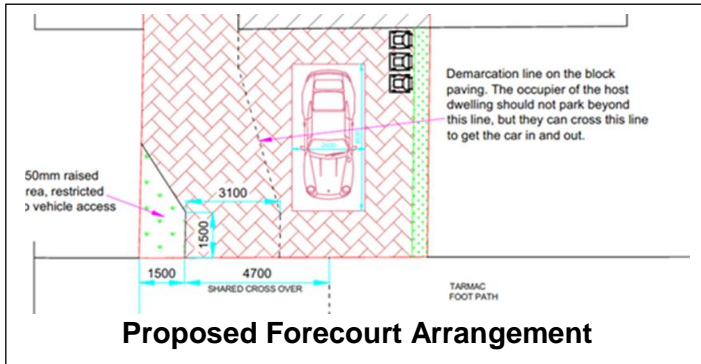 Demarcation line on the block
paving. The occupier of the host
dwelling should not park beyond
this line, but they can cross this line
to get the car in and out.
50mm raised
rea, restricted
o vehicle access
3100
1500
1500
4700
SHARED CROSS OVER
TARMAC
FOOT PATH
Proposed Forecourt Arrangement